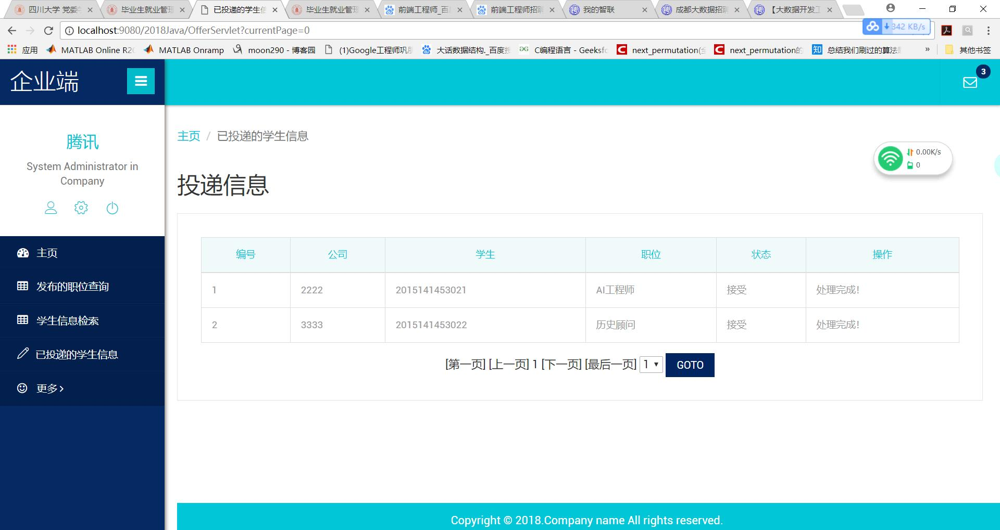 四川大学 党委学
毕业生就业管理
已投递的学生信
毕业生就业管理
前端工程师_百度
前端工程师招聘
我的智联
成都大数据招聘
【大数据开发工
localhost:9080/2018Java/OfferServlet?currentPage=0
342 KB/s
应用
MATLAB Online R20
MATLAB Onramp
moon290 - 博客园
(1)Google工程师巩朋
大话数据结构._百度搜
C编程语言 - Geeksfo
next_permutation(全
next_permutation的
知 总结我们刷过的算法题
»
其他书签
企业端
3
腾讯
System Administrator in
Company
主页
发布的职位查询
学生信息检索
已投递的学生信息
更多 >
主页 / 已投递的学生信息
0.00K/s
0
投递信息
编号 公司 学生 职位 状态 操作
1 2222 2015141453021 AI工程师 接受 处理完成!
2 3333 2015141453022 历史顾问 接受 处理完成!
[第一页] [上一页] 1 [下一页] [最后一页] 1 GOTO
Copyright © 2018.Company name All rights reserved.